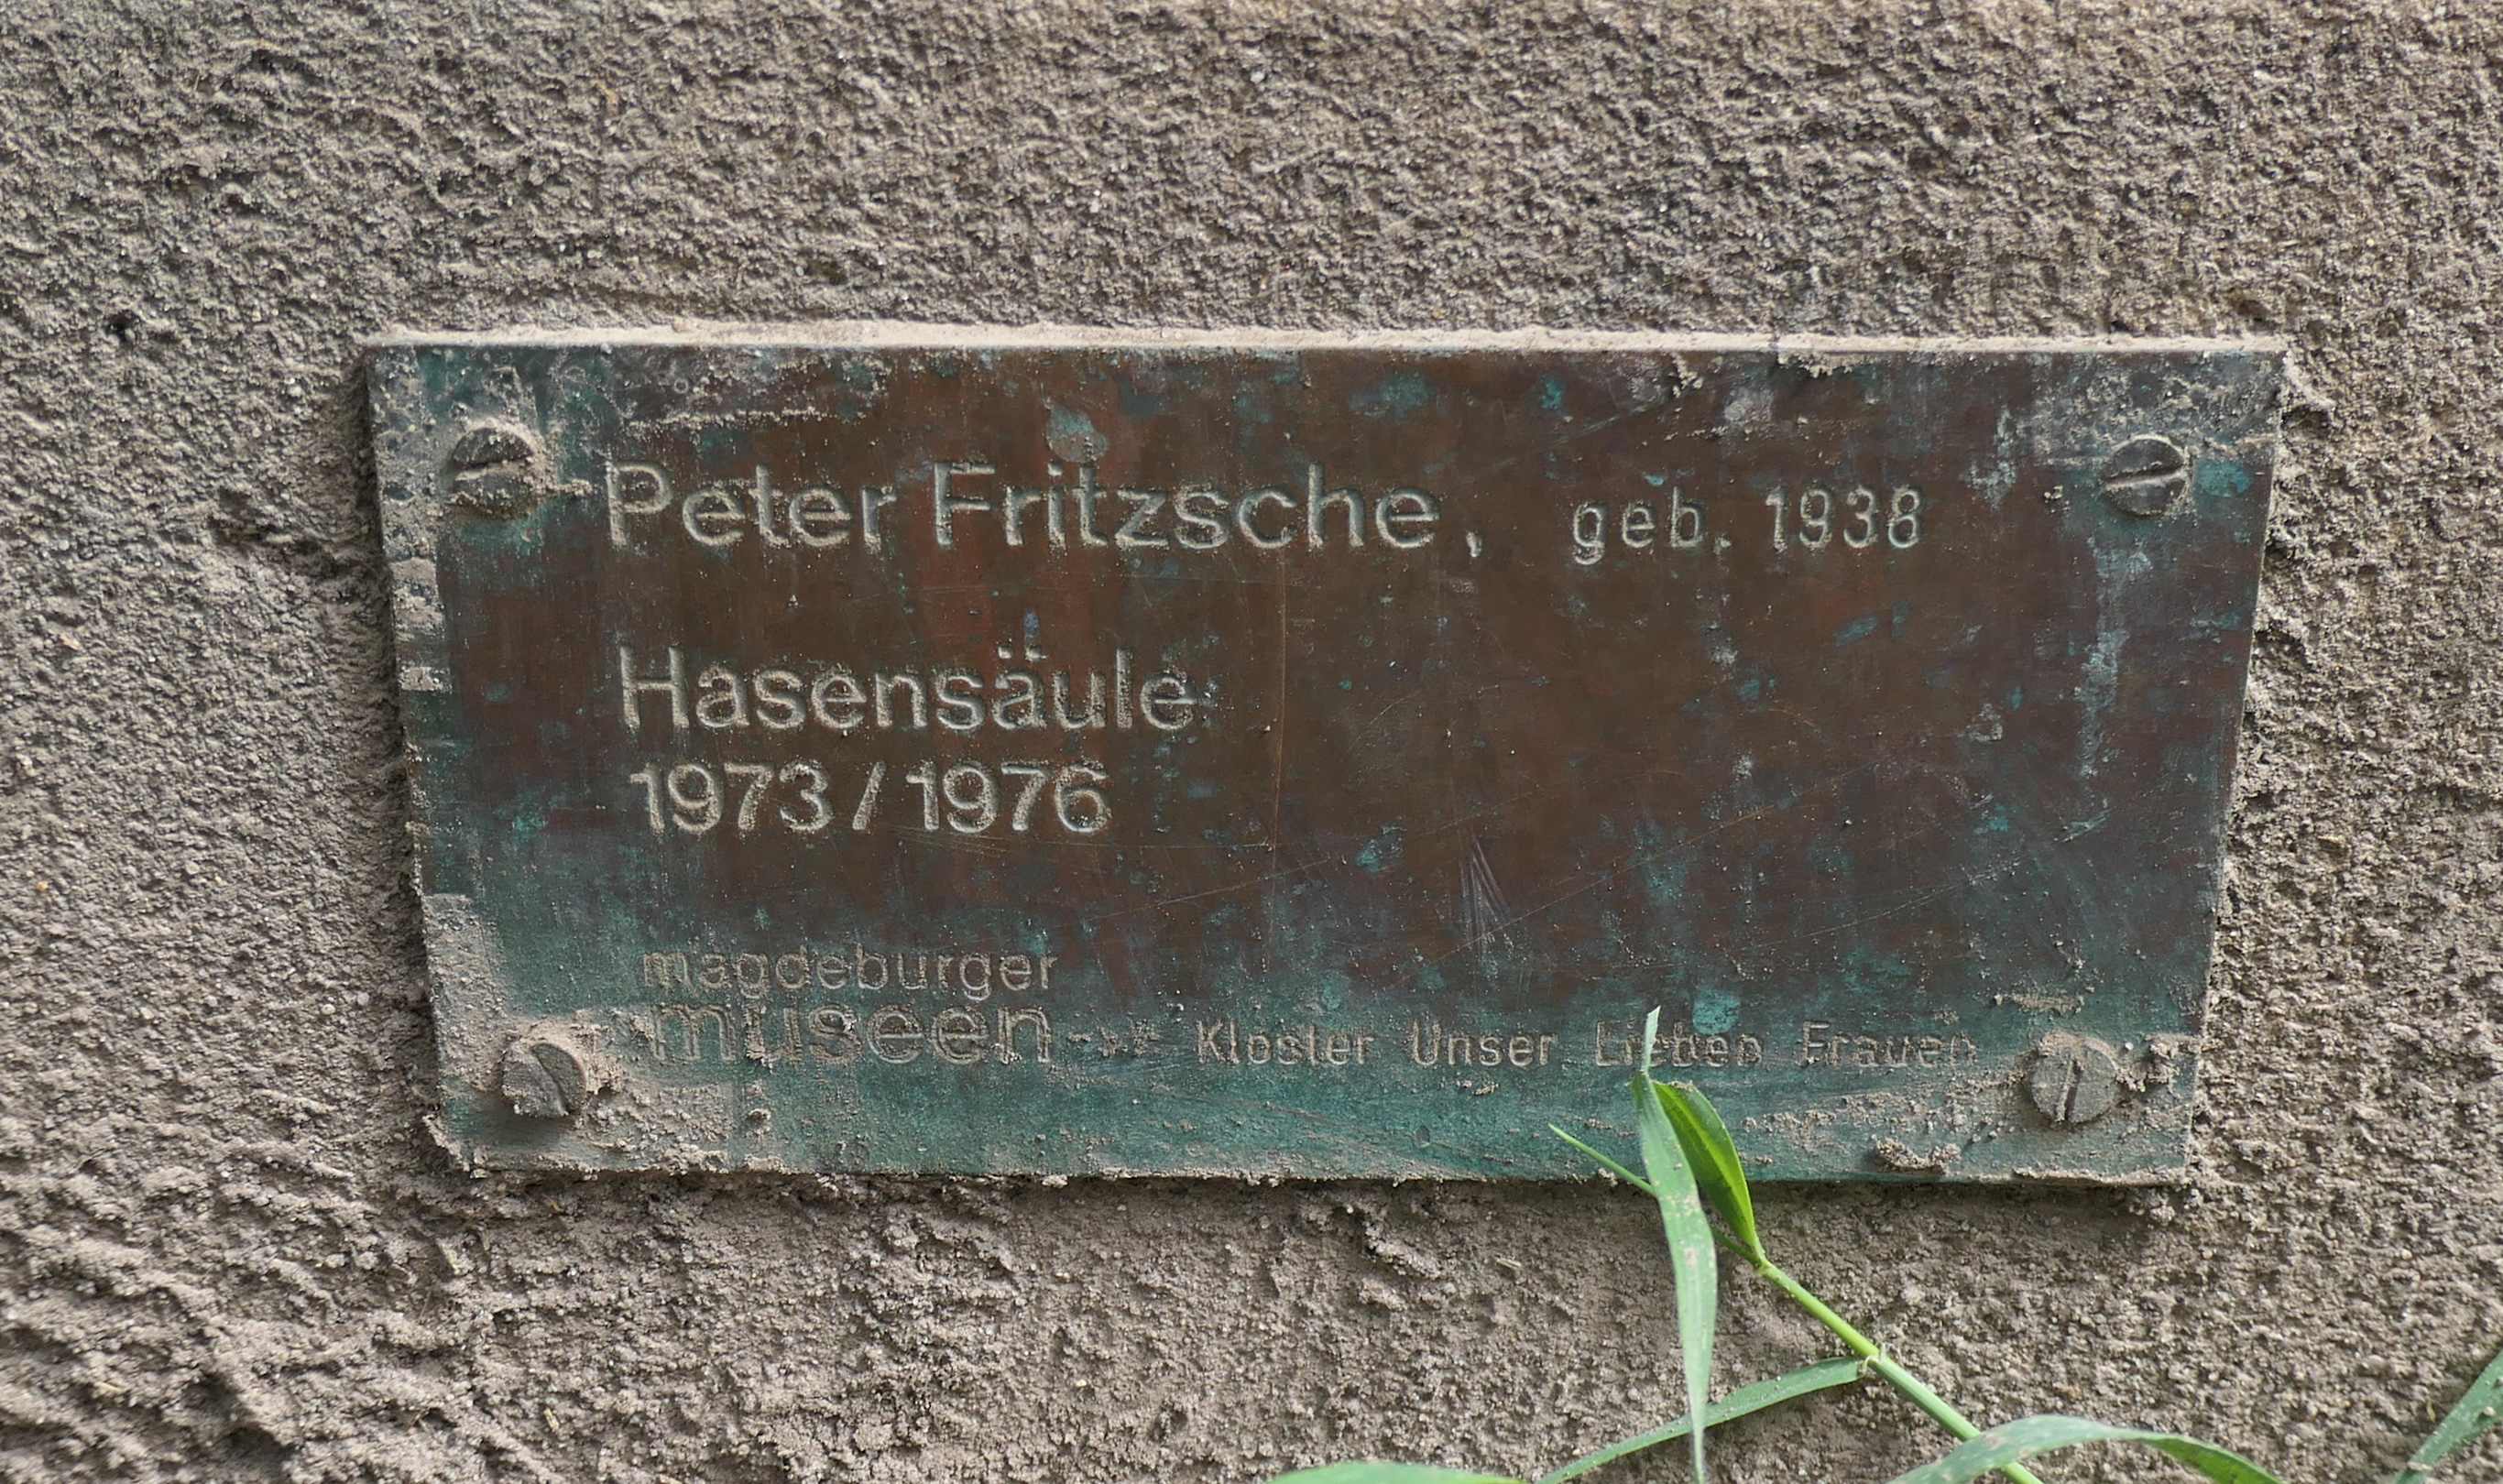 Peter Fritzsche, geb. 1938
Hasensäule
1973 / 1976
magdeburger
museen Kloster Unser Lieben Frauen